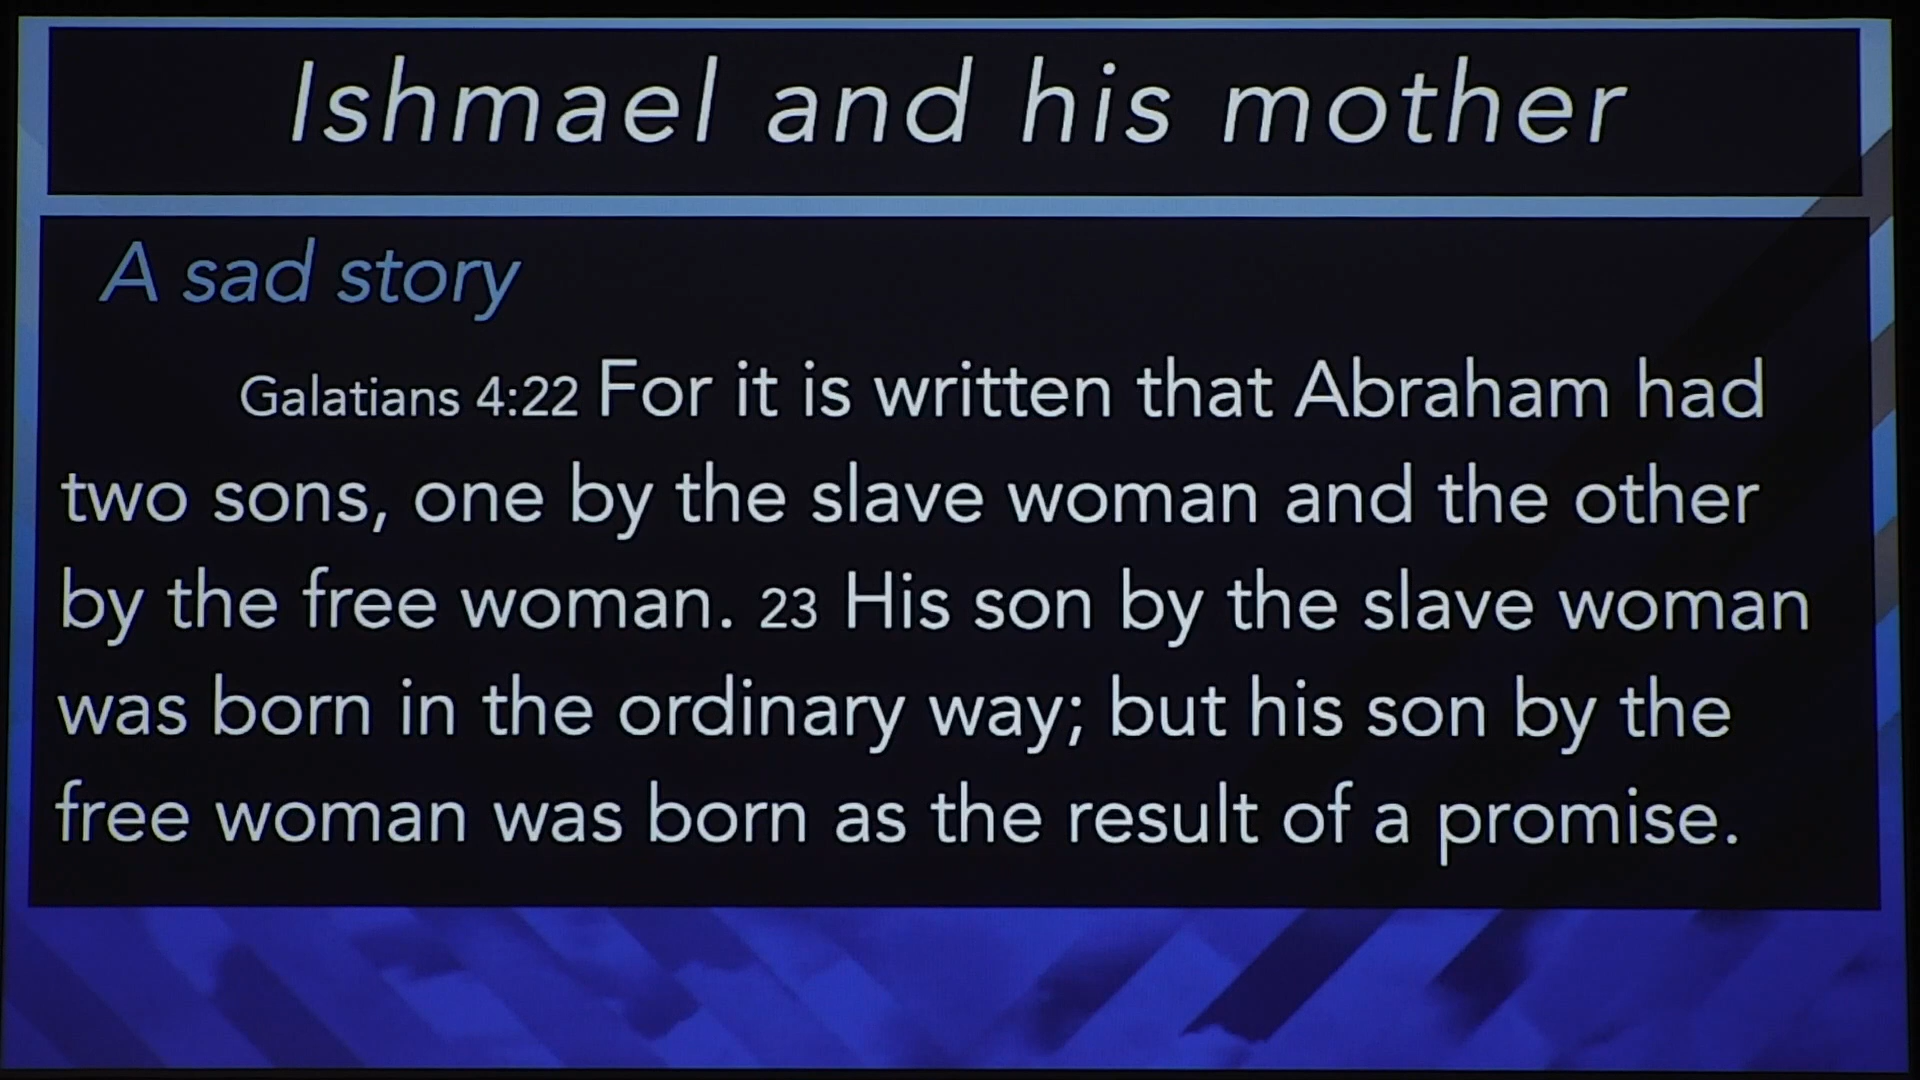 Ishmael and his mother
A sad story
Galatians 4:22 For it is written that Abraham had
two sons, one by the slave woman and the other
by the free woman. 23 His son by the slave woman
was born in the ordinary way; but his son by the
free woman was born as the result of a promise.